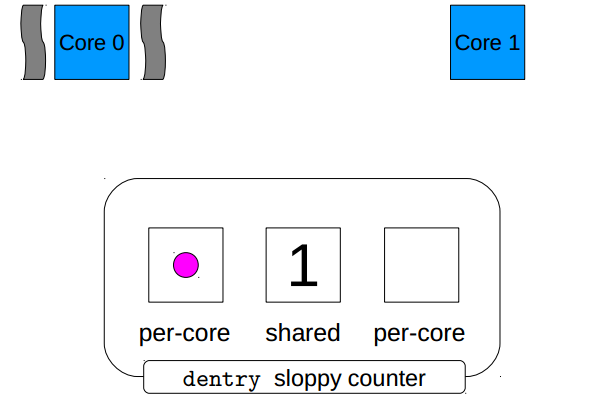 Core 0
Core 1
1
per-core shared per-core
dentry sloppy counter